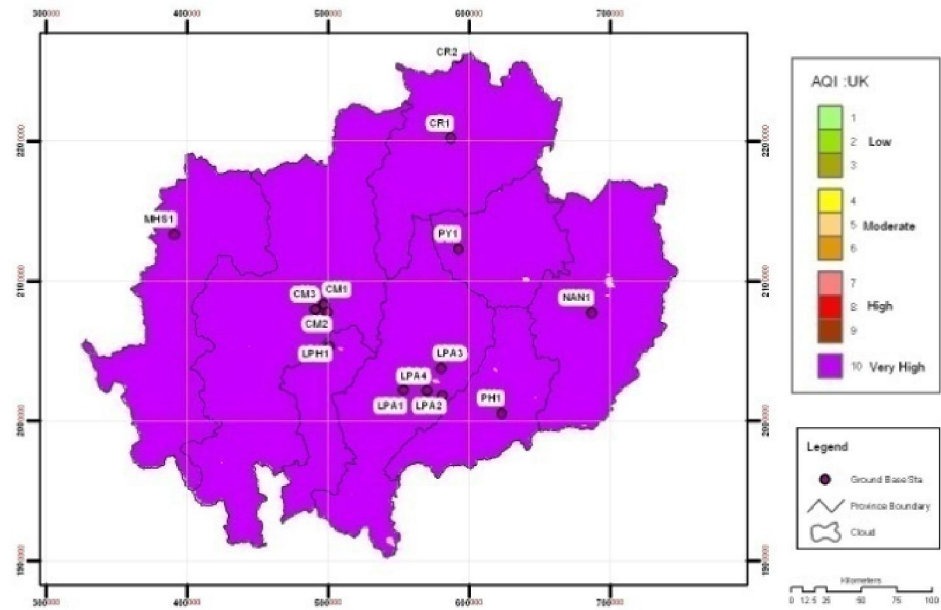 300000 400000 500000 600000 700000
CR2
AQI :UK
CR1
1
2 Low
3
2200000 2200000
4
5 Moderate
6
MHS1
PY1
7
8 High
9
2100000 2100000
CM3 CM1
NAN1
CM2
LPH1
10 Very High
LPA3
LPA4
LPA1 LPA2
PH1
2000000 2000000
Legend
Ground Base Sta
Province Boundary
Cloud
1900000 1900000
Kilometers
0 12.5 25 50 75 100
300000 400000 500000 600000 700000